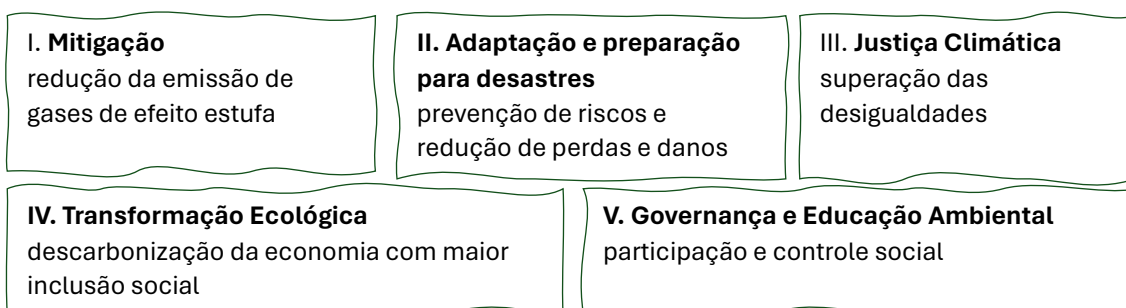 I. Mitigação
redução da emissão de
gases de efeito estufa
II. Adaptação e preparação
para desastres
prevenção de riscos e
redução de perdas e danos
III. Justiça Climática
superação das
desigualdades
IV. Transformação Ecológica
descarbonização da economia com maior
inclusão social
V. Governança e Educação Ambiental
participação e controle social